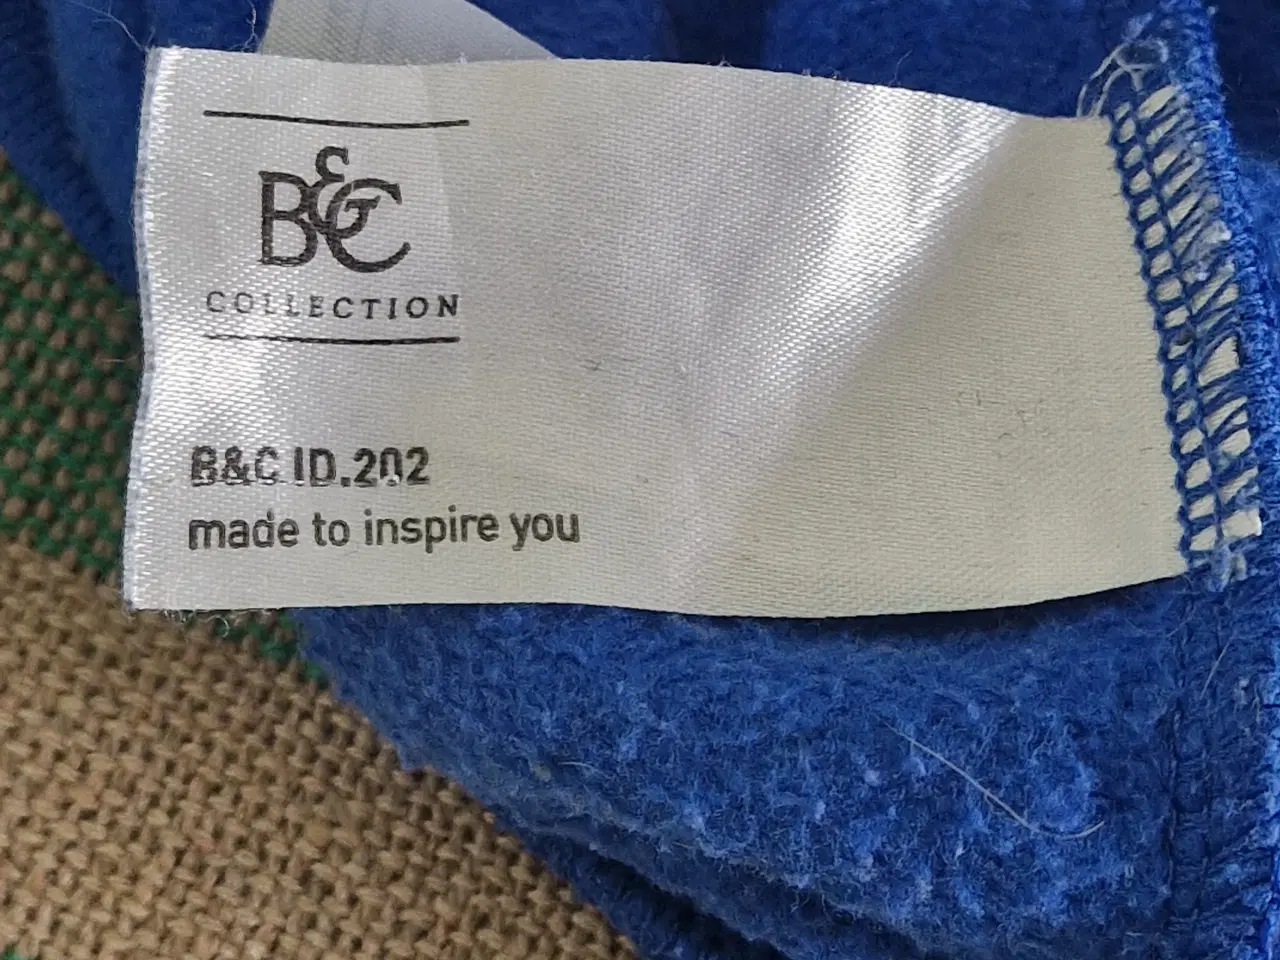 B&C
COLLECTION
B&C ID.202
made to inspire you